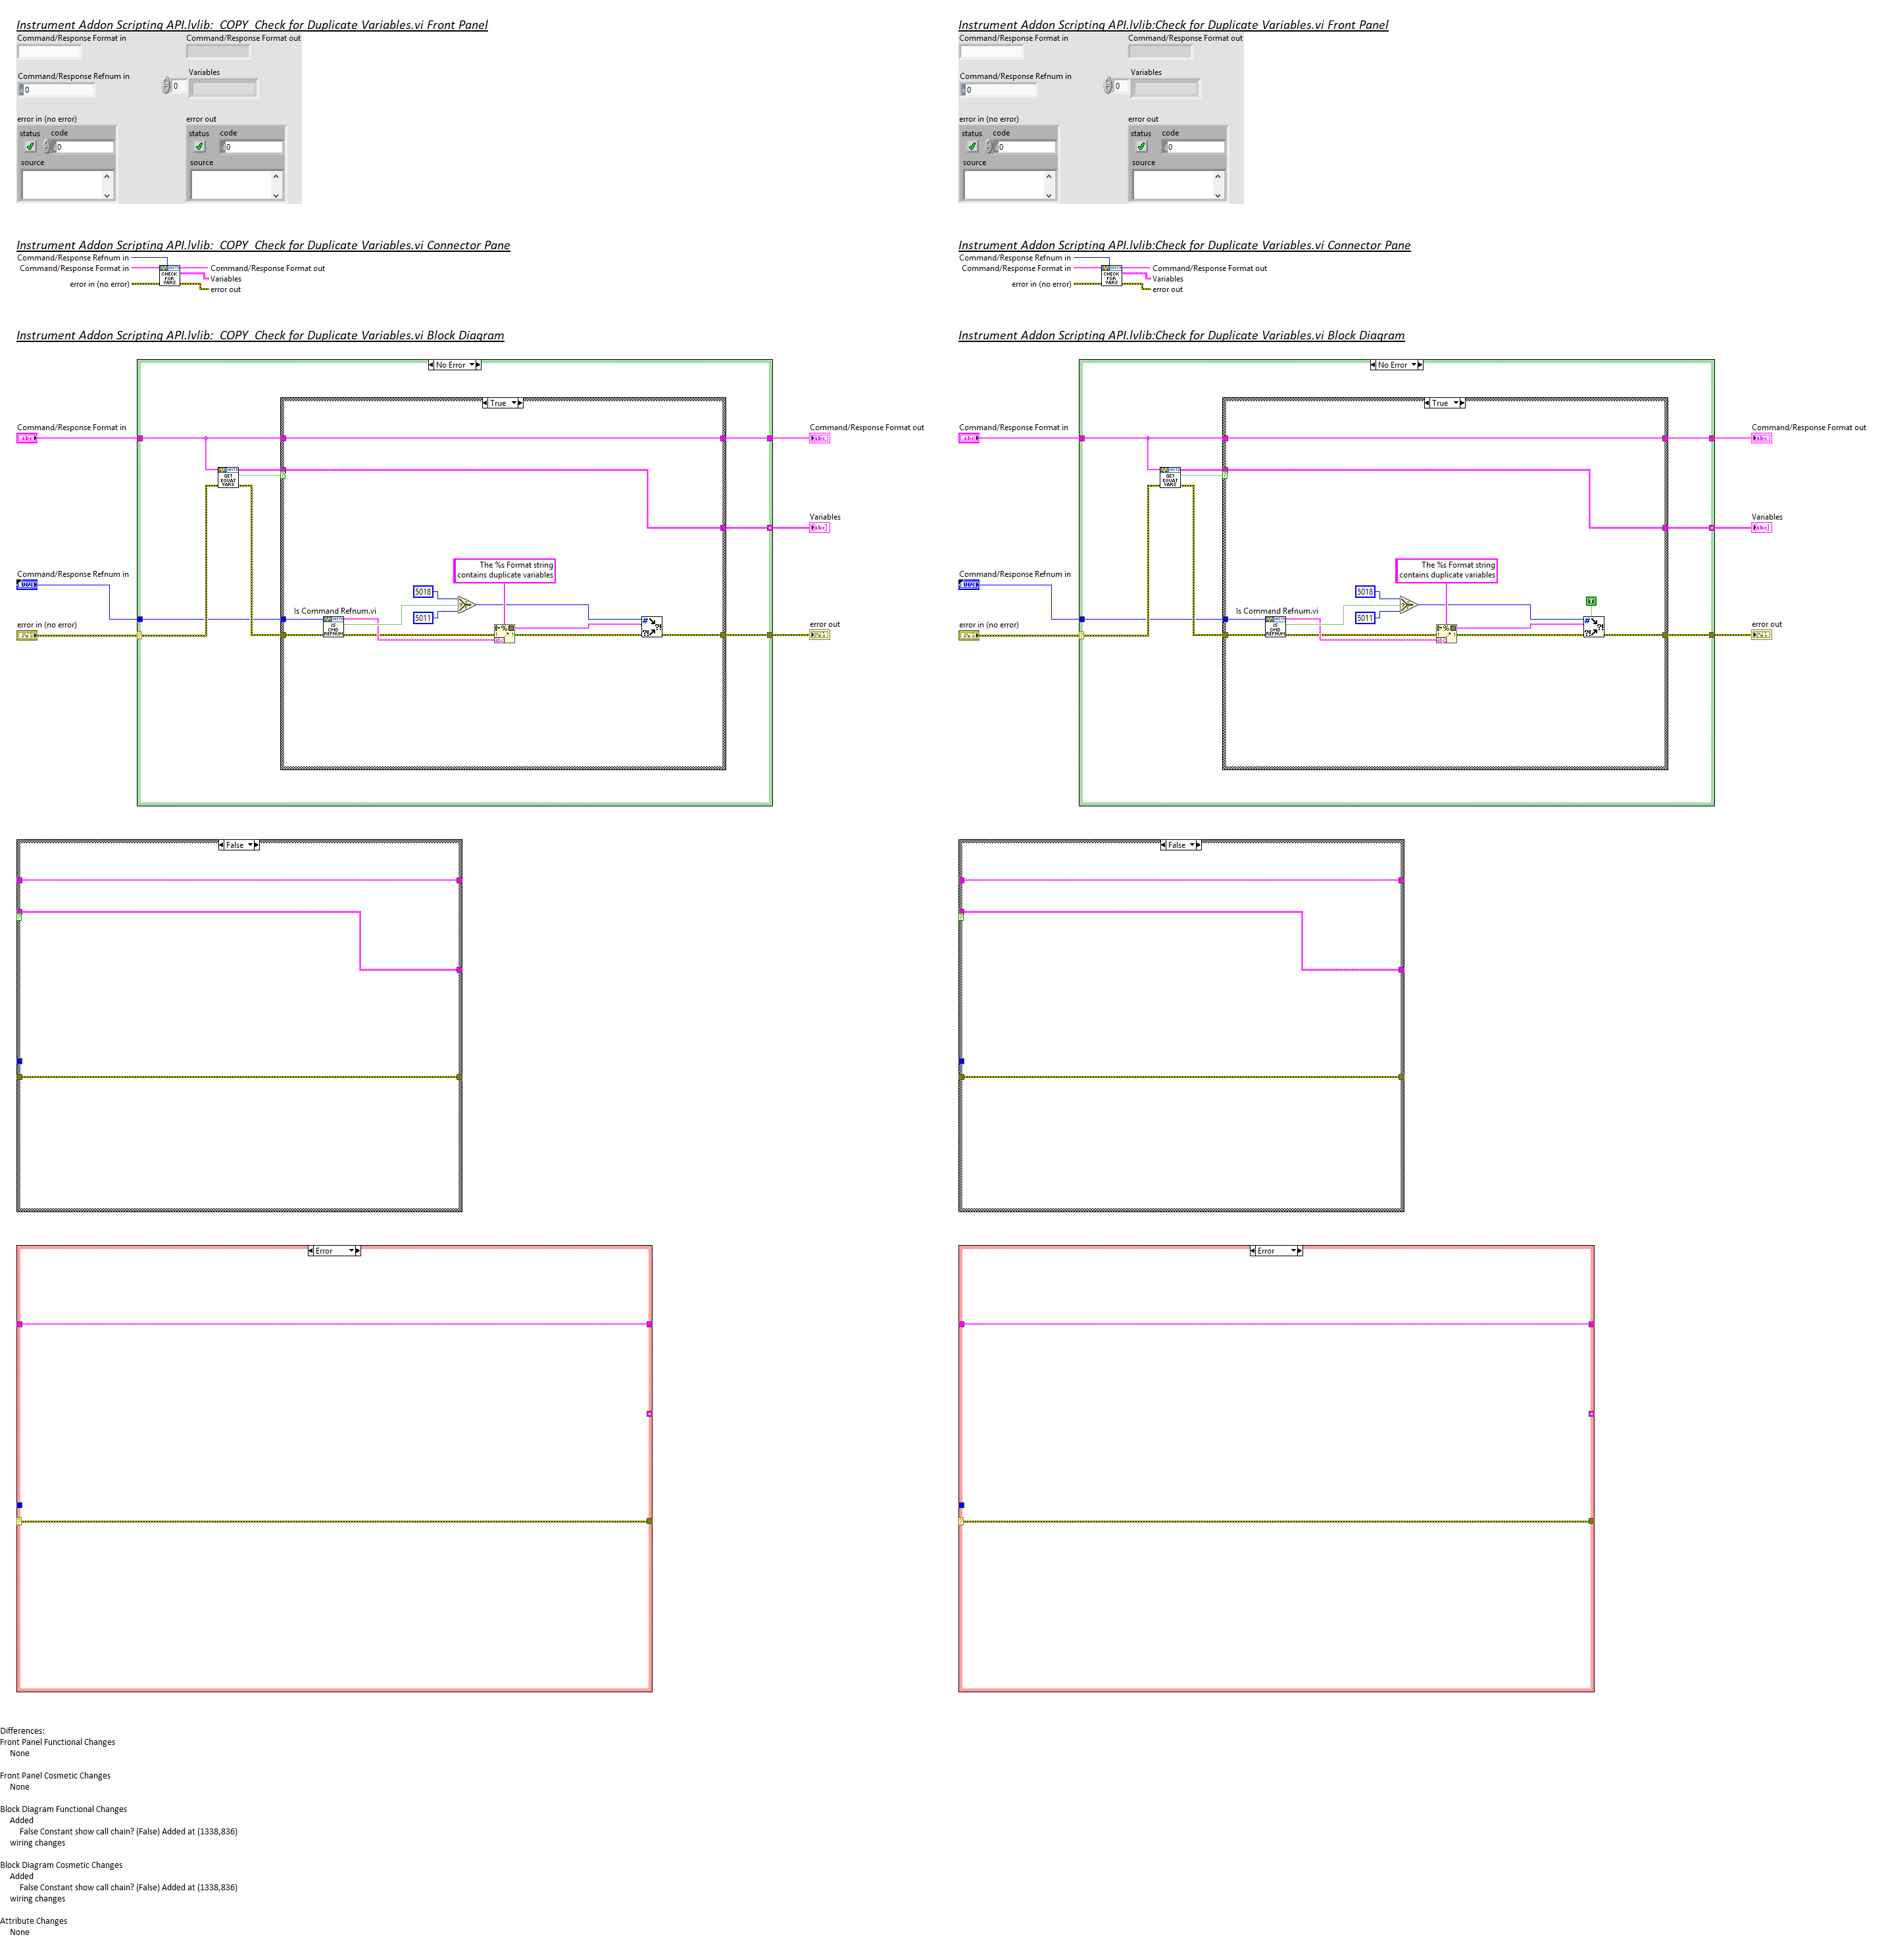 Instrument Addon Scripting API.lvlib:_COPY_Check for Duplicate Variables.vi Front Panel
Command/Response Format in
Command/Response Format out
Command/Response Refnum in
Variables
0
0
error in (no error)
error out
status
code
status
code
0
0
source
source
Instrument Addon Scripting API.lvlib:_COPY_Check for Duplicate Variables.vi Connector Pane
Command/Response Refnum in
Command/Response Format in
Command/Response Format out
CHECK
FOR
VARS
Variables
error in (no error)
error out
Instrument Addon Scripting API.lvlib:_COPY_Check for Duplicate Variables.vi Block Diagram
No Error
True
Command/Response Format in
Command/Response Format out
abc
abc
GET
EQUAT
VARS
Variables
abc
The %s Format string
contains duplicate variables
Command/Response Refnum in
5018
5011
Is Command Refnum.vi
IS
CMD
REFNUM
error in (no error)
error out
False
Error
Instrument Addon Scripting API.lvlib:Check for Duplicate Variables.vi Front Panel
Command/Response Format in
Command/Response Format out
Command/Response Refnum in
Variables
0
0
error in (no error)
error out
status
code
status
code
0
0
source
source
Instrument Addon Scripting API.lvlib:Check for Duplicate Variables.vi Connector Pane
Command/Response Refnum in
Command/Response Format in
Command/Response Format out
CHECK
FOR
VARS
Variables
error in (no error)
error out
Instrument Addon Scripting API.lvlib:Check for Duplicate Variables.vi Block Diagram
No Error
True
Command/Response Format in
Command/Response Format out
abc
abc
GET
EQUAT
VARS
Variables
abc
The %s Format string
contains duplicate variables
Command/Response Refnum in
5018
5011
T
Is Command Refnum.vi
IS
CMD
REFNUM
error in (no error)
error out
False
Error
Differences:
Front Panel Functional Changes
None
Front Panel Cosmetic Changes
None
Block Diagram Functional Changes
Added
False Constant show call chain? (False) Added at (1338,836)
wiring changes
Block Diagram Cosmetic Changes
Added
False Constant show call chain? (False) Added at (1338,836)
wiring changes
Attribute Changes
None